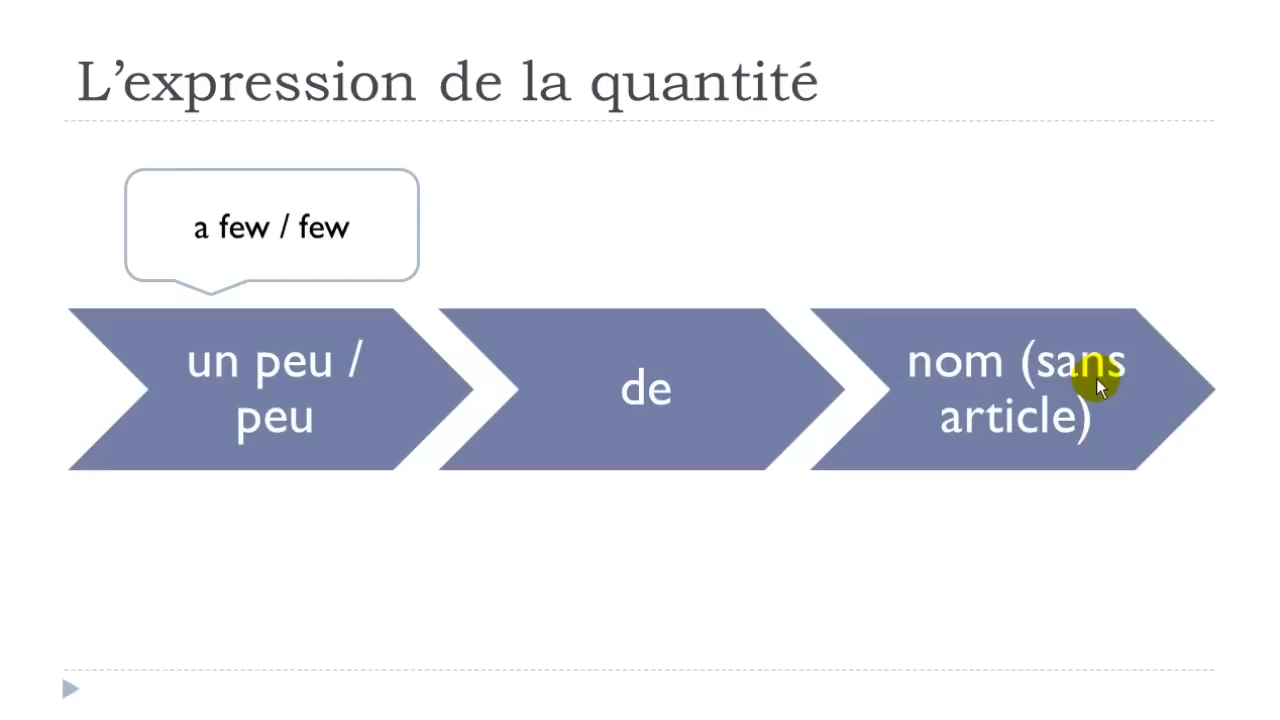 L’expression de la quantité
a few / few
un peu /
peu
de
nom (sans
article)